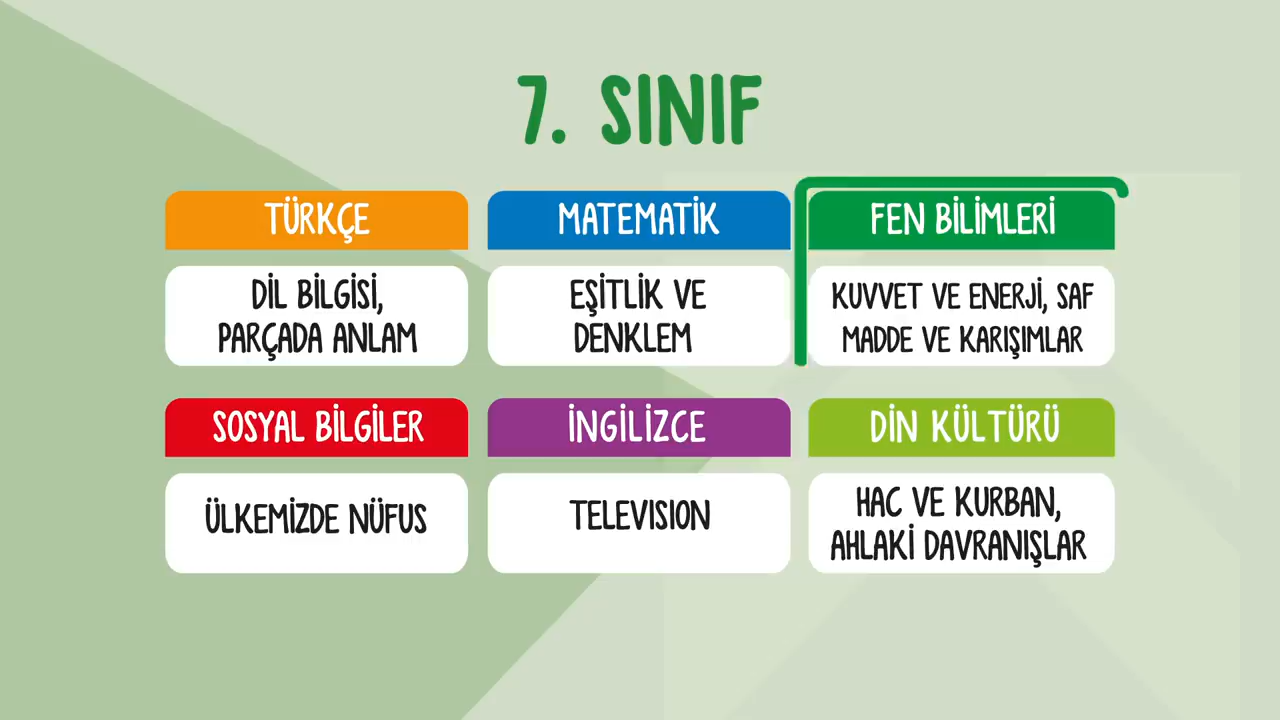 7. SINIF
TÜRKÇE
DİL BİLGİSİ,
PARÇADA ANLAM
MATEMATİK
EŞİTLİK VE
DENKLEM
FEN BİLİMLERİ
KUVVET VE ENERJİ, SAF
MADDE VE KARIŞIMLAR
SOSYAL BİLGİLER
ÜLKEMİZDE NÜFUS
İNGİLİZCE
TELEVISION
DİN KÜLTÜRÜ
HAC VE KURBAN,
AHLAKİ DAVRANIŞLAR